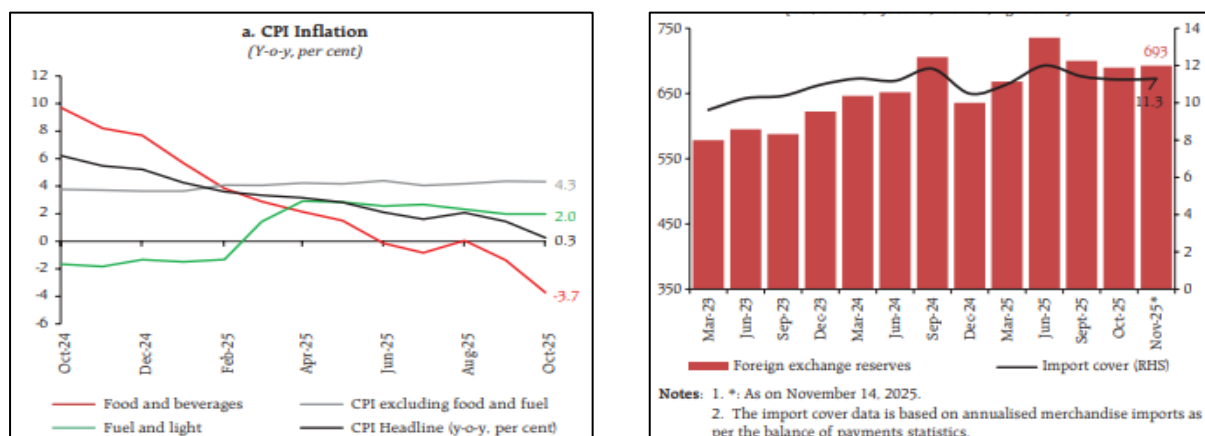 a. CPI Inflation
(Y-o-y, per cent)
12
10
8
6
4
2
0
-2
-4
-6
4.3
2.0
0.3
-3.7
Oct-24
Dec-24
Feb-25
Apr-25
Jun-25
Aug-25
Oct-25
Food and beverages
CPI excluding food and fuel
Fuel and light
CPI Headline (y-o-y, per cent)
750
650
550
450
350
14
12
10
8
6
4
2
0
693
11.3
Mar-23
Jun-23
Sep-23
Dec-23
Mar-24
Jun-24
Sep-24
Dec-24
Mar-25
Jun-25
Sept-25
Oct-25
Nov-25*
Foreign exchange reserves
Import cover (RHS)
Notes: 1. *: As on November 14, 2025.
2. The import cover data is based on annualised merchandise imports as
per the balance of payments statistics.